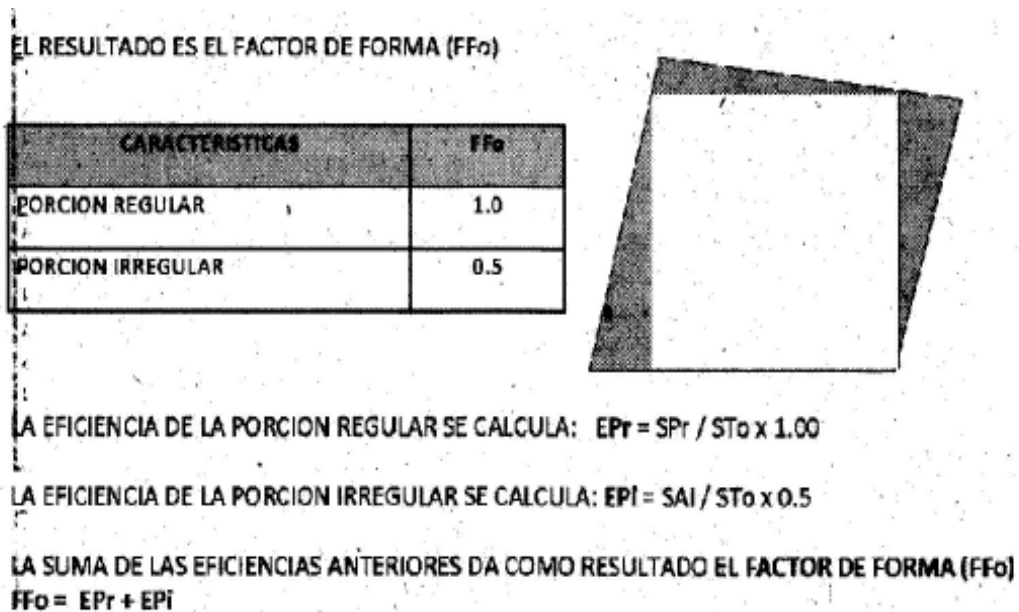 EL RESULTADO ES EL FACTOR DE FORMA (FFo)
CARACTERISTICAS FFo
PORCION REGULAR 1.0
PORCION IRREGULAR 0.5
LA EFICIENCIA DE LA PORCION REGULAR SE CALCULA: EPr = SPr / STo x 1.00
LA EFICIENCIA DE LA PORCION IRREGULAR SE CALCULA: EPi = SAi / STo x 0.5
LA SUMA DE LAS EFICIENCIAS ANTERIORES DA COMO RESULTADO EL FACTOR DE FORMA (FFo)
FFo = EPr + EPi